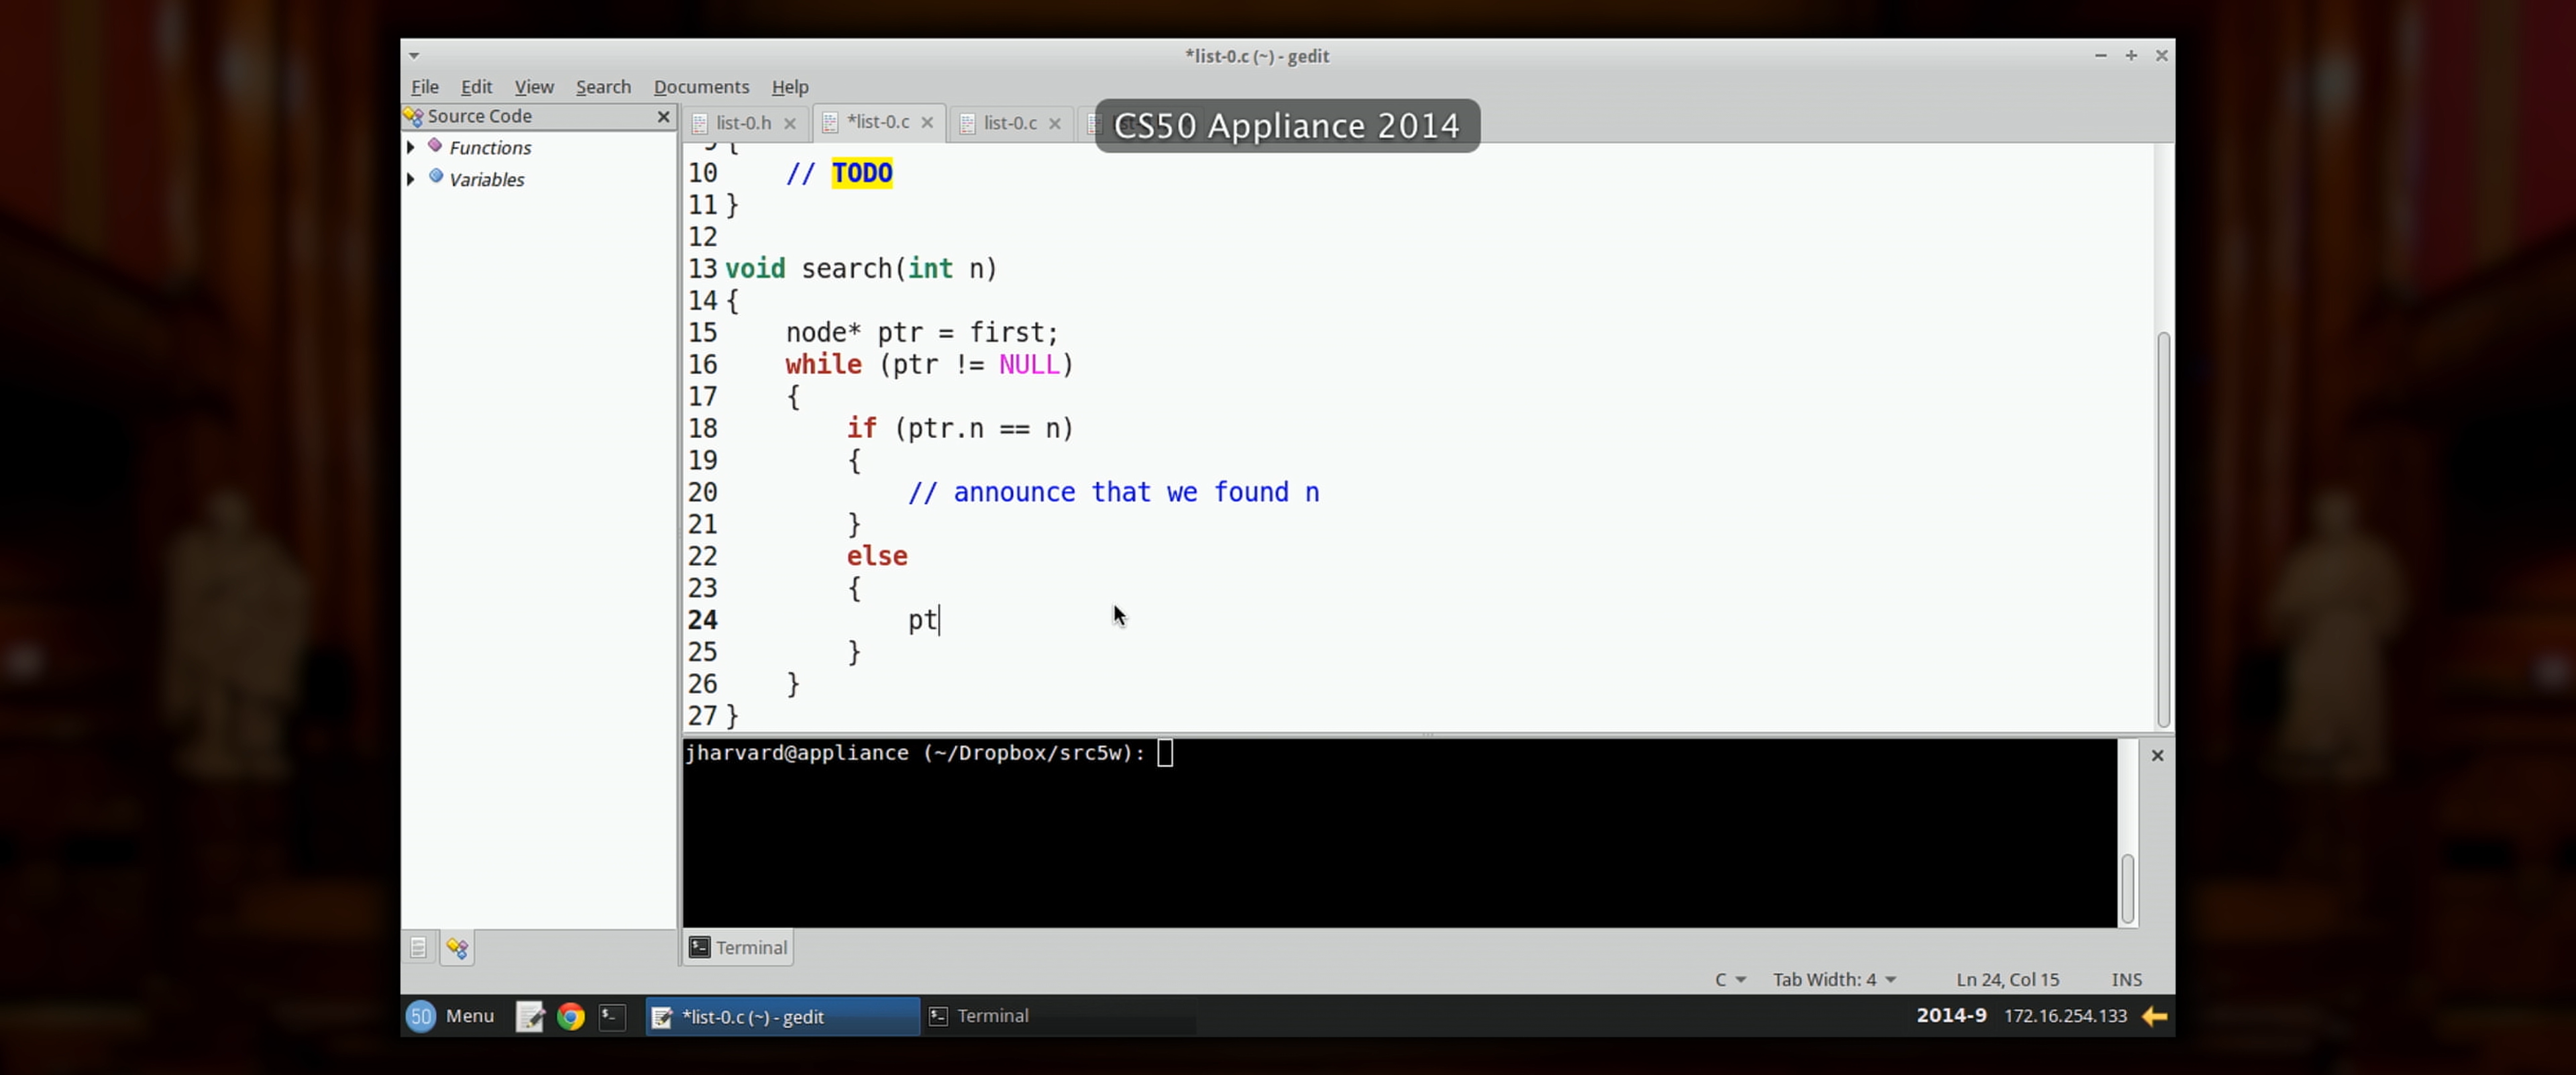 *list-0.c (~) - gedit
File Edit View Search Documents Help
Source Code
list-0.h
*list-0.c
list-0.c
CS50 Appliance 2014
Functions
Variables
9 {
10 // TODO
11 }
12
13 void search(int n)
14 {
15 node* ptr = first;
16 while (ptr != NULL)
17 {
18 if (ptr.n == n)
19 {
20 // announce that we found n
21 }
22 else
23 {
24 pt
25 }
26 }
27 }
jharvard@appliance (~/Dropbox/src5w):
Terminal
C Tab Width: 4 Ln 24, Col 15 INS
50 Menu *list-0.c (~) - gedit Terminal 2014-9 172.16.254.133